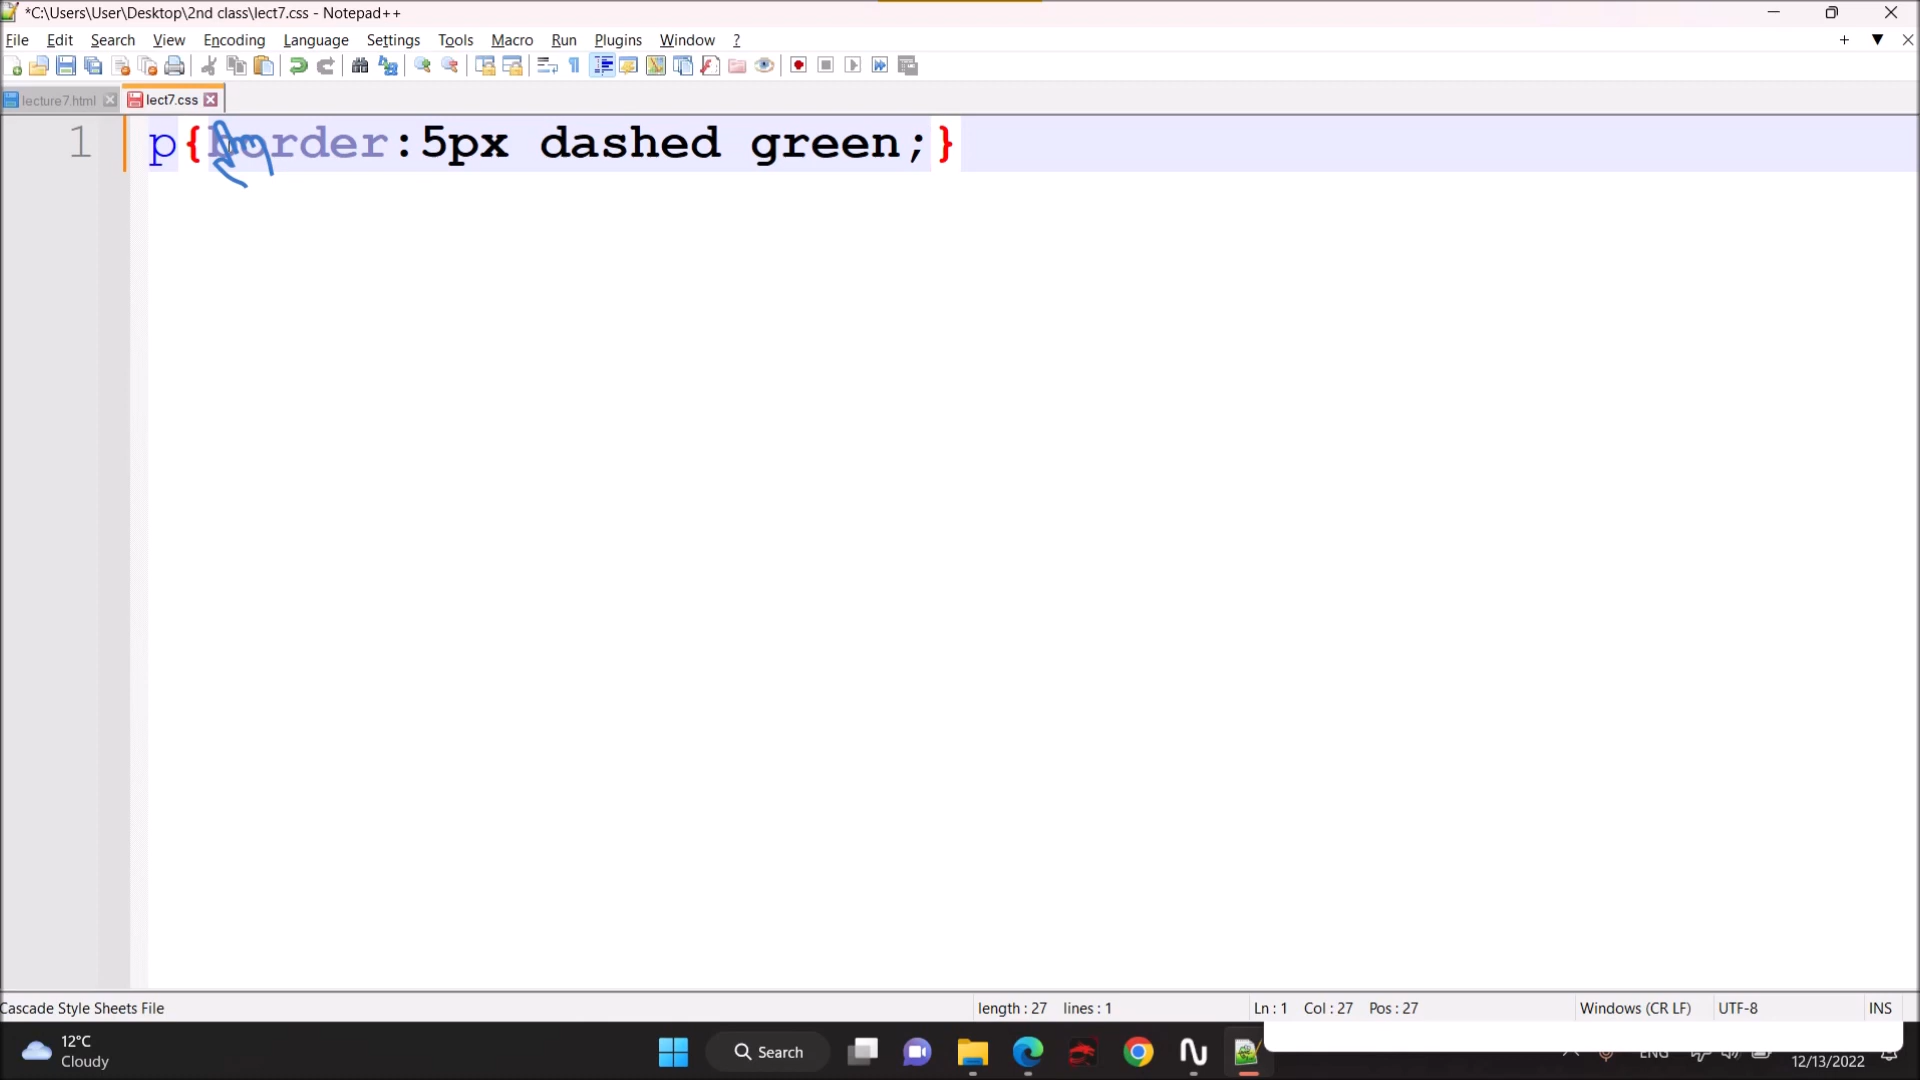 *C:\Users\User\Desktop\2nd class\lect7.css - Notepad++
File Edit Search View Encoding Language Settings Tools Macro Run Plugins Window ?
lecture7.html lect7.css
1 p{border:5px dashed green;}
Cascade Style Sheets File length : 27 lines : 1 Ln : 1 Col : 27 Pos : 27 Windows (CR LF) UTF-8 INS
12°C
Cloudy
Search
ENG
12/13/2022